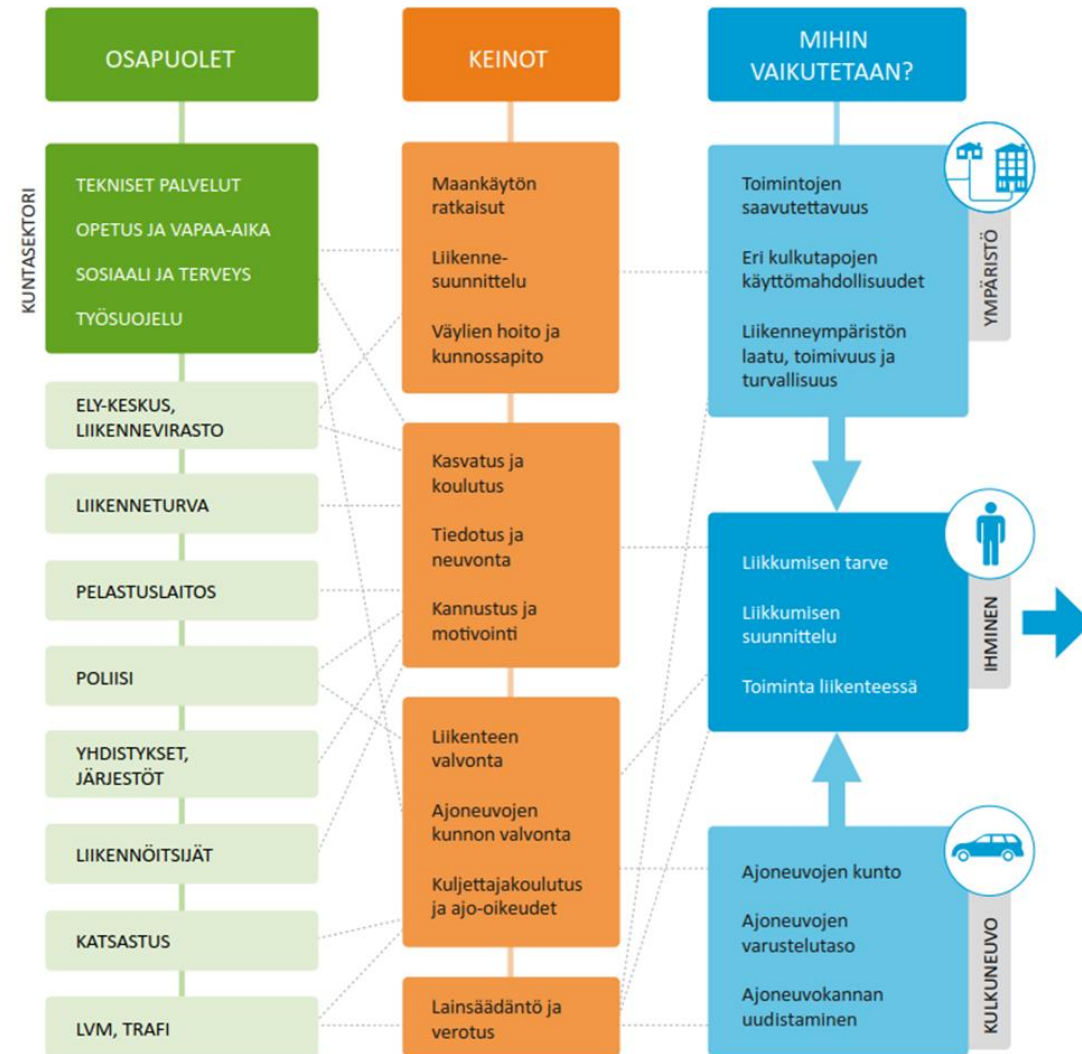 OSAPUOLET
KUNTASEKTORI
TEKNISET PALVELUT
OPETUS JA VAPAA-AIKA
SOSIAALI JA TERVEYS
TYÖSUOJELU
ELY-KESKUS,
LIIKENNEVIRASTO
LIIKENNETURVA
PELASTUSLAITOS
POLIISI
YHDISTYKSET,
JÄRJESTÖT
LIIKENNÖITSIJÄT
KATSASTUS
LVM, TRAFI
KEINOT
Maankäytön
ratkaisut
Liikenne-
suunnittelu
Väylien hoito ja
kunnossapito
Kasvatus ja
koulutus
Tiedotus ja
neuvonta
Kannustus ja
motivointi
Liikenteen
valvonta
Ajoneuvojen
kunnon valvonta
Kuljettajakoulutus
ja ajo-oikeudet
Lainsäädäntö ja
verotus
MIHIN
VAIKUTETAAN?
Toimintojen
saavutettavuus
Eri kulkutapojen
käyttömahdollisuudet
Liikenneympäristön
laatu, toimivuus ja
turvallisuus
YMPÄRISTÖ
Liikkumisen tarve
Liikkumisen
suunnittelu
Toiminta liikenteessä
IHMINEN
Ajoneuvojen kunto
Ajoneuvojen
varustelutaso
Ajoneuvokannan
uudistaminen
KULKUNEUVO